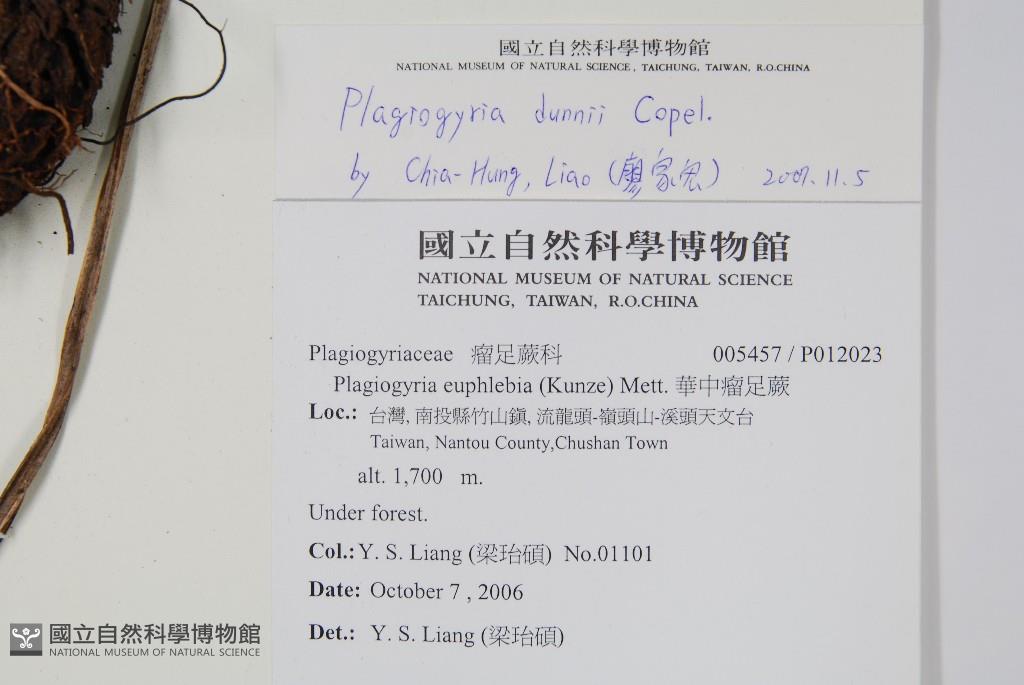 國立自然科學博物館
NATIONAL MUSEUM OF NATURAL SCIENCE, TAICHUNG, TAIWAN, R.O.CHINA
Plagiogyria dunnii Copel.
by Chia-Hung, Liao (廖家宏) 2007.11.5
國立自然科學博物館
NATIONAL MUSEUM OF NATURAL SCIENCE
TAICHUNG, TAIWAN, R.O.CHINA
Plagiogyriaceae 瘤足蕨科 005457 / P012023
Plagiogyria euphlebia (Kunze) Mett. 華中瘤足蕨
Loc.: 台灣, 南投縣竹山鎮, 流龍頭-嶺頭山-溪頭天文台
Taiwan, Nantou County,Chushan Town
alt. 1,700 m.
Under forest.
Col.: Y. S. Liang (梁珆碩) No.01101
Date: October 7 , 2006
Det.: Y. S. Liang (梁珆碩)
國立自然科學博物館
NATIONAL MUSEUM OF NATURAL SCIENCE